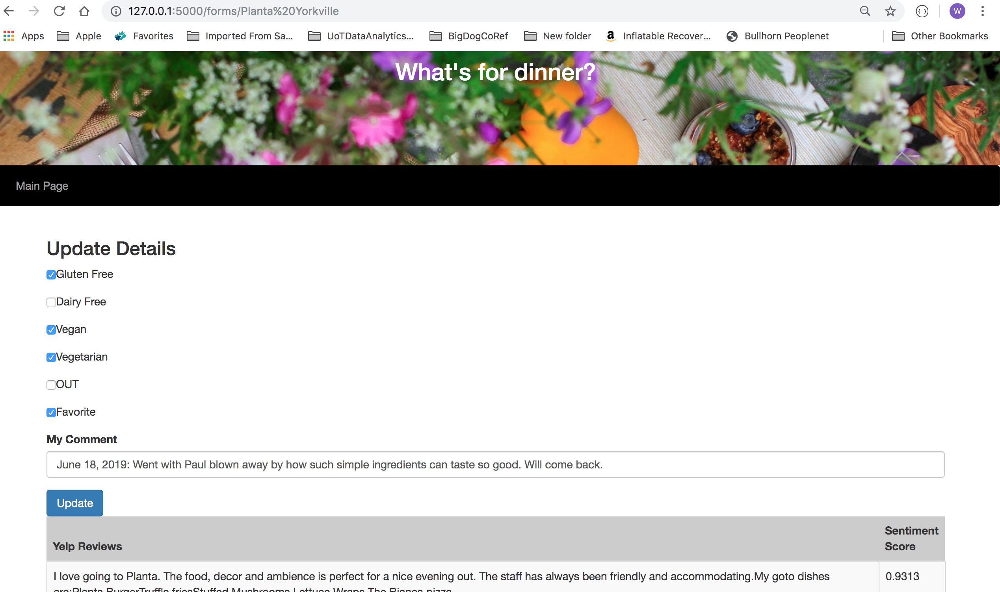 127.0.0.1:5000/forms/Planta%20Yorkville
W
Apps Apple Favorites Imported From Sa... UoTDataAnalytics... BigDogCoRef New folder Inflatable Recover... Bullhorn Peoplenet Other Bookmarks
What's for dinner?
Main Page
Update Details
Gluten Free
Dairy Free
Vegan
Vegetarian
OUT
Favorite
My Comment
June 18, 2019: Went with Paul blown away by how such simple ingredients can taste so good. Will come back.
Update
Yelp Reviews Sentiment Score
I love going to Planta. The food, decor and ambience is perfect for a nice evening out. The staff has always been friendly and accommodating.My goto dishes 0.9313
are:Planta BurgerTruffle friesStuffed Mushrooms Lettuce Wraps The Bianca pizza